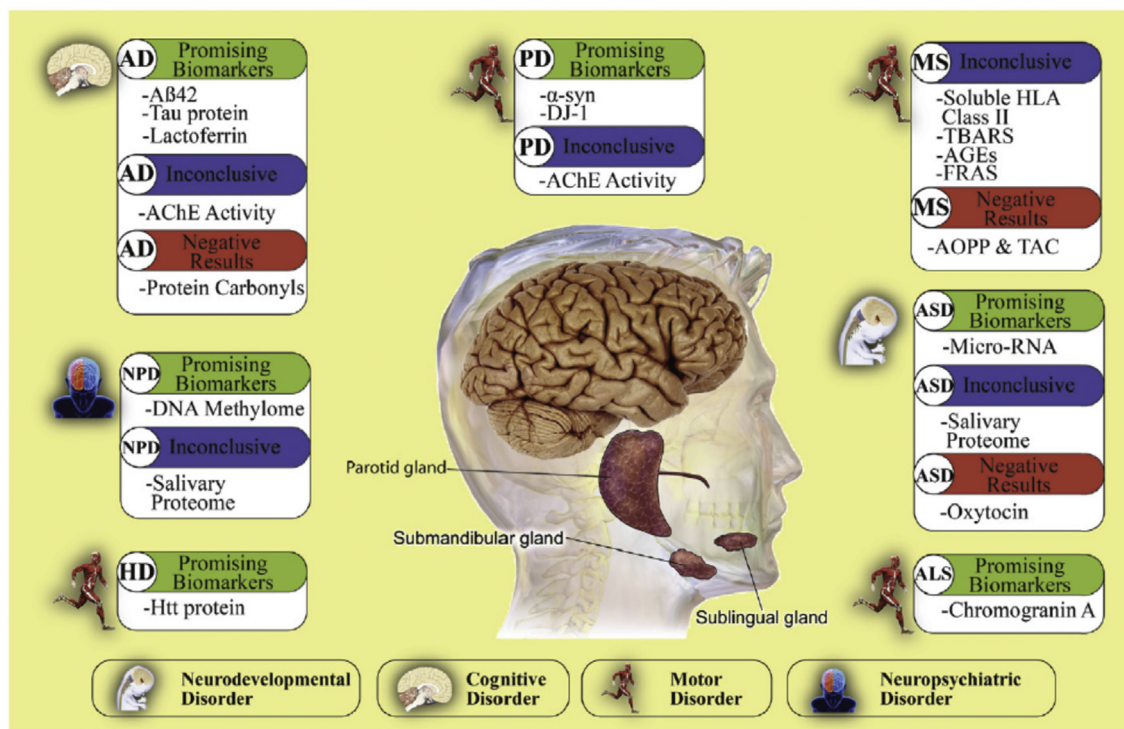 AD
Promising
Biomarkers
-Aß42
-Tau protein
-Lactoferrin
AD
Inconclusive
-AChE Activity
AD
Negative
Results
-Protein Carbonyls
PD
Promising
Biomarkers
-α-syn
-DJ-1
PD
Inconclusive
-AChE Activity
MS
Inconclusive
-Soluble HLA
Class II
-TBARS
-AGEs
-FRAS
MS
Negative
Results
-AOPP & TAC
NPD
Promising
Biomarkers
-DNA Methylome
NPD
Inconclusive
-Salivary
Proteome
ASD
Promising
Biomarkers
-Micro-RNA
ASD
Inconclusive
-Salivary
Proteome
ASD
Negative
Results
-Oxytocin
HD
Promising
Biomarkers
-Htt protein
Parotid gland
Submandibular gland
Sublingual gland
ALS
Promising
Biomarkers
-Chromogranin A
Neurodevelopmental
Disorder
Cognitive
Disorder
Motor
Disorder
Neuropsychiatric
Disorder